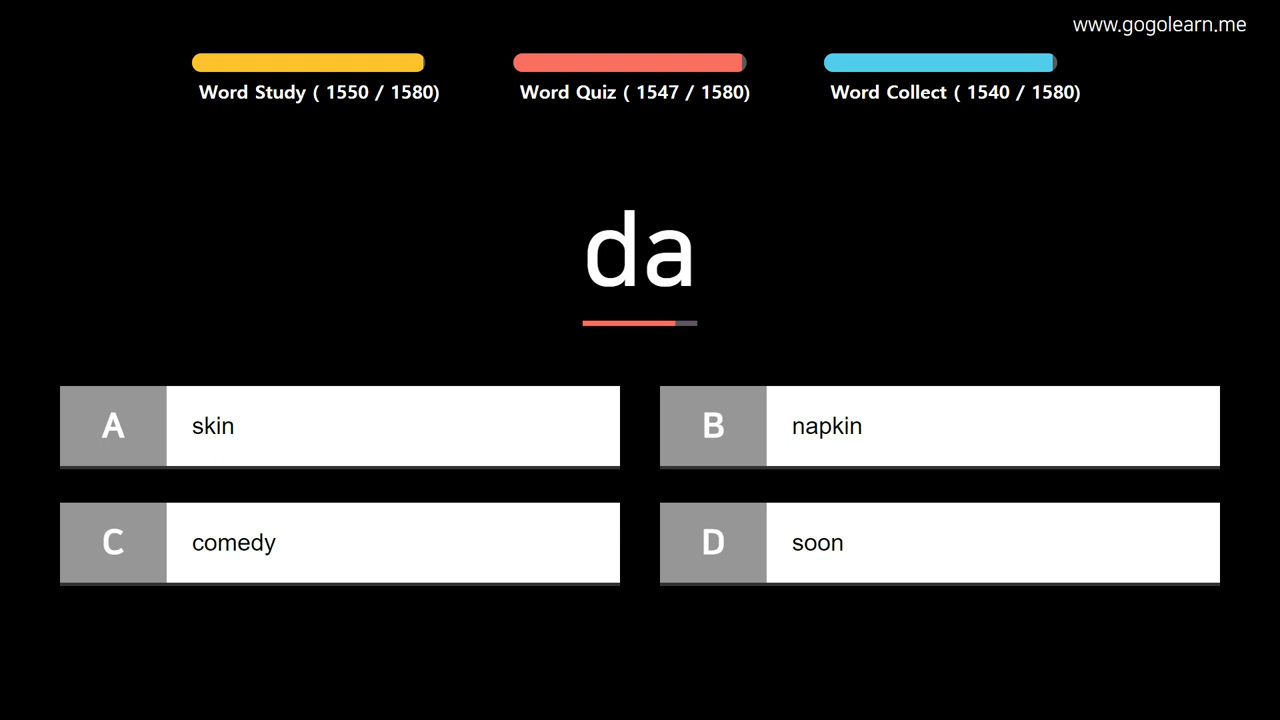 www.gogolearn.me
Word Study ( 1550 / 1580)
Word Quiz ( 1547 / 1580)
Word Collect ( 1540 / 1580)
da
A skin
B napkin
C comedy
D soon